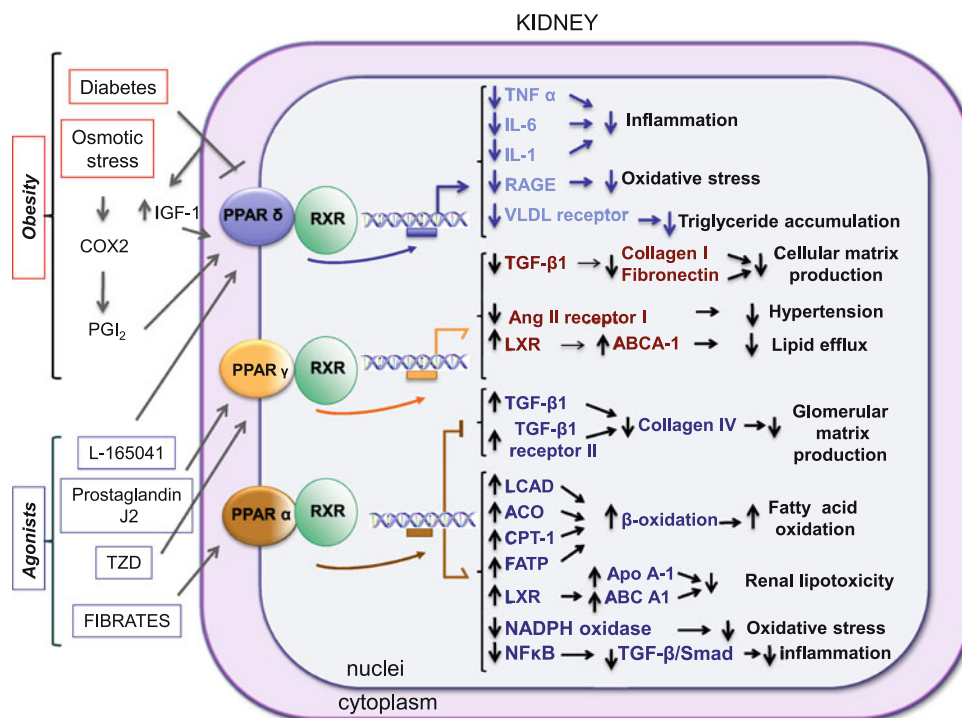 KIDNEY
Obesity
Diabetes
Osmotic
stress
IGF-1
COX2
PGI₂
Agonists
L-165041
Prostaglandin
J2
TZD
FIBRATES
PPAR δ
RXR
PPAR γ
RXR
PPAR α
RXR
TNF α
IL-6
IL-1
Inflammation
RAGE
Oxidative stress
VLDL receptor
Triglyceride accumulation
TGF-β1
Collagen I
Fibronectin
Cellular matrix
production
Ang II receptor I
Hypertension
LXR
ABCA-1
Lipid efflux
TGF-β1
TGF-β1
receptor II
Collagen IV
Glomerular
matrix
production
LCAD
ACO
CPT-1
FATP
β-oxidation
Fatty acid
oxidation
LXR
Apo A-1
ABC A1
Renal lipotoxicity
NADPH oxidase
Oxidative stress
NFκB
TGF-β/Smad
inflammation
nuclei
cytoplasm